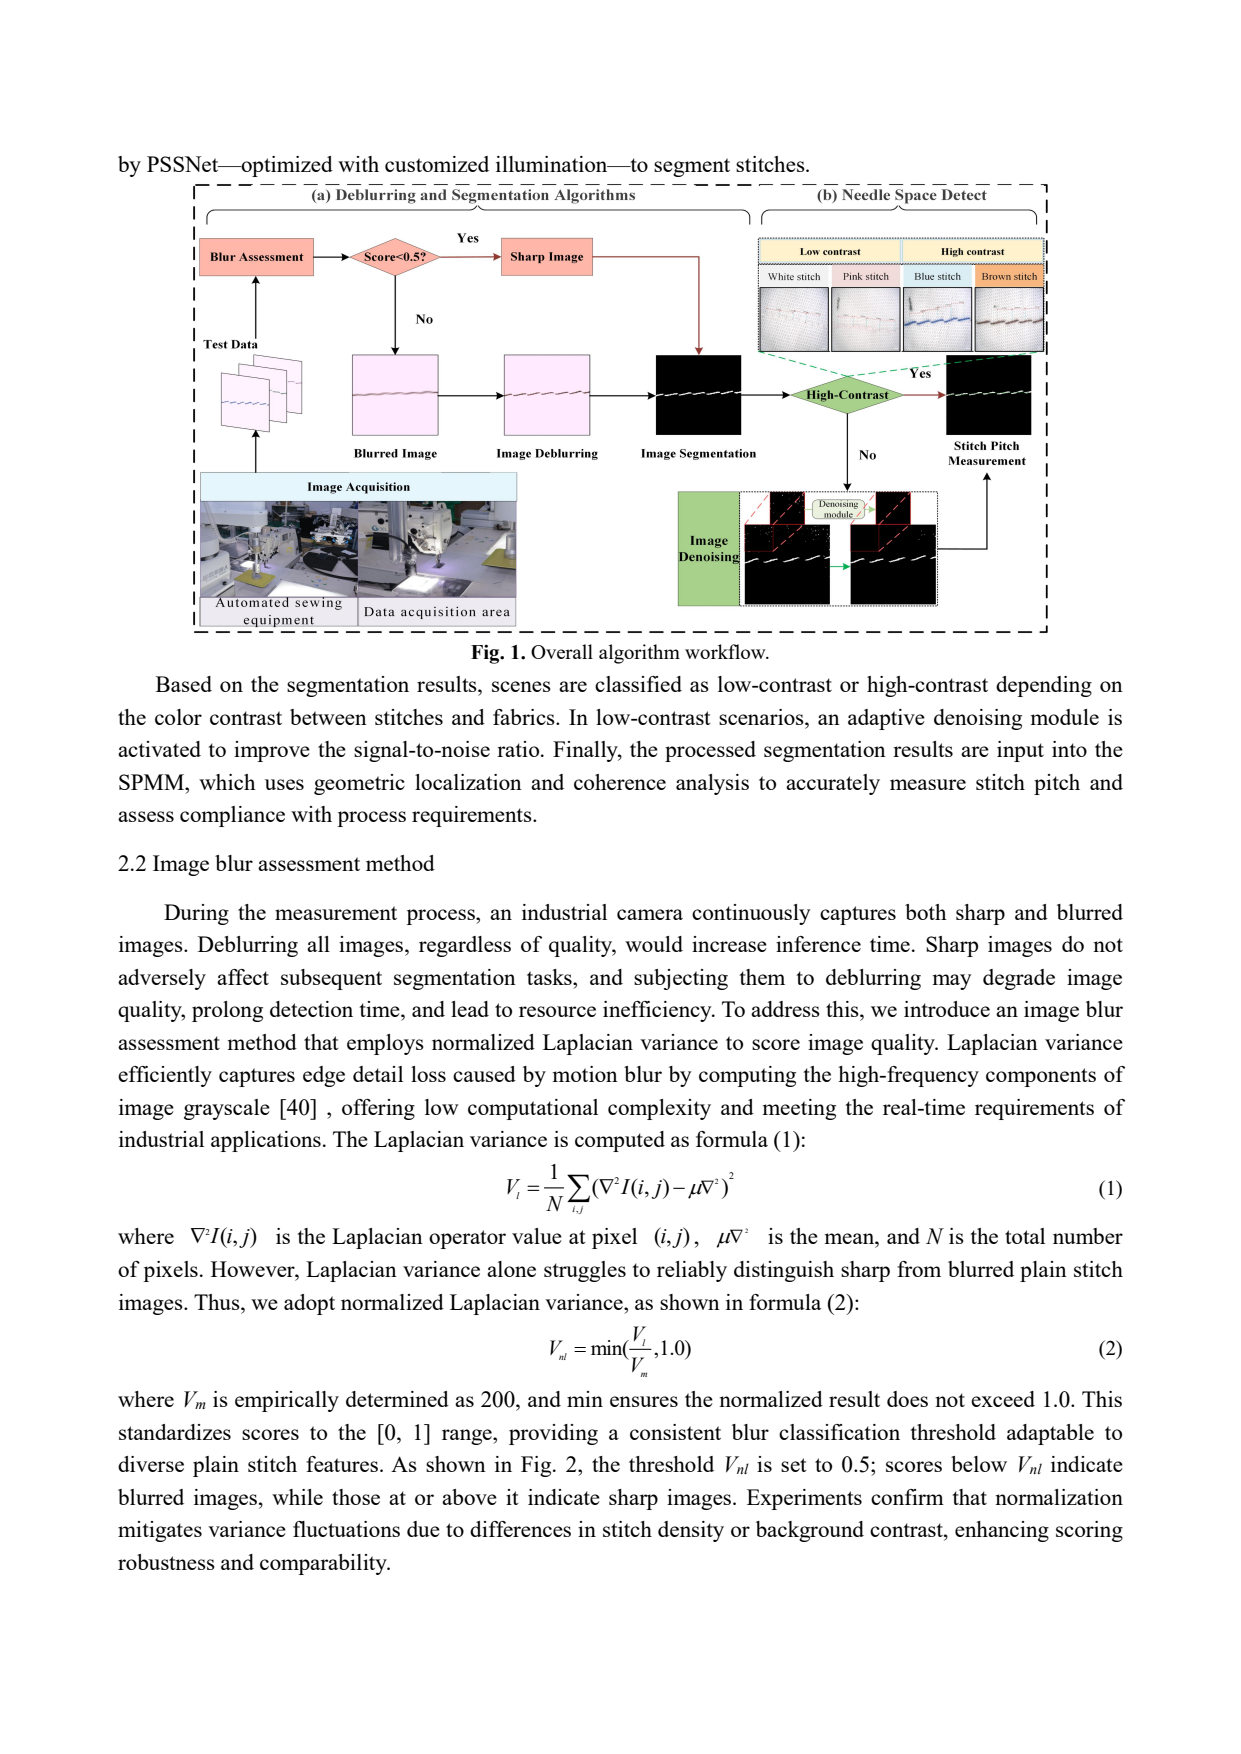 by PSSNet—optimized with customized illumination—to segment stitches.
(a) Deblurring and Segmentation Algorithms
(b) Needle Space Detect
Blur Assessment
Score<0.5?
Yes
Sharp Image
No
Test Data
Low contrast
High contrast
White stitch
Pink stitch
Blue stitch
Brown stitch
Yes
High-Contrast
No
Blurred Image
Image Deblurring
Image Segmentation
Stitch Pitch
Measurement
Image Acquisition
Automated sewing
equipment
Data acquisition area
Image
Denoising
Denoising
module
Fig. 1. Overall algorithm workflow.
Based on the segmentation results, scenes are classified as low-contrast or high-contrast depending on
the color contrast between stitches and fabrics. In low-contrast scenarios, an adaptive denoising module is
activated to improve the signal-to-noise ratio. Finally, the processed segmentation results are input into the
SPMM, which uses geometric localization and coherence analysis to accurately measure stitch pitch and
assess compliance with process requirements.
2.2 Image blur assessment method
During the measurement process, an industrial camera continuously captures both sharp and blurred
images. Deblurring all images, regardless of quality, would increase inference time. Sharp images do not
adversely affect subsequent segmentation tasks, and subjecting them to deblurring may degrade image
quality, prolong detection time, and lead to resource inefficiency. To address this, we introduce an image blur
assessment method that employs normalized Laplacian variance to score image quality. Laplacian variance
efficiently captures edge detail loss caused by motion blur by computing the high-frequency components of
image grayscale [40] , offering low computational complexity and meeting the real-time requirements of
industrial applications. The Laplacian variance is computed as formula (1):
V_l = 1/N ∑_{i,j} (∇²I(i, j) − μ∇²)² (1)
where ∇²I(i, j) is the Laplacian operator value at pixel (i, j), μ∇² is the mean, and N is the total number
of pixels. However, Laplacian variance alone struggles to reliably distinguish sharp from blurred plain stitch
images. Thus, we adopt normalized Laplacian variance, as shown in formula (2):
V_nl = min(V_l/V_m, 1.0) (2)
where V_m is empirically determined as 200, and min ensures the normalized result does not exceed 1.0. This
standardizes scores to the [0, 1] range, providing a consistent blur classification threshold adaptable to
diverse plain stitch features. As shown in Fig. 2, the threshold V_nl is set to 0.5; scores below V_nl indicate
blurred images, while those at or above it indicate sharp images. Experiments confirm that normalization
mitigates variance fluctuations due to differences in stitch density or background contrast, enhancing scoring
robustness and comparability.